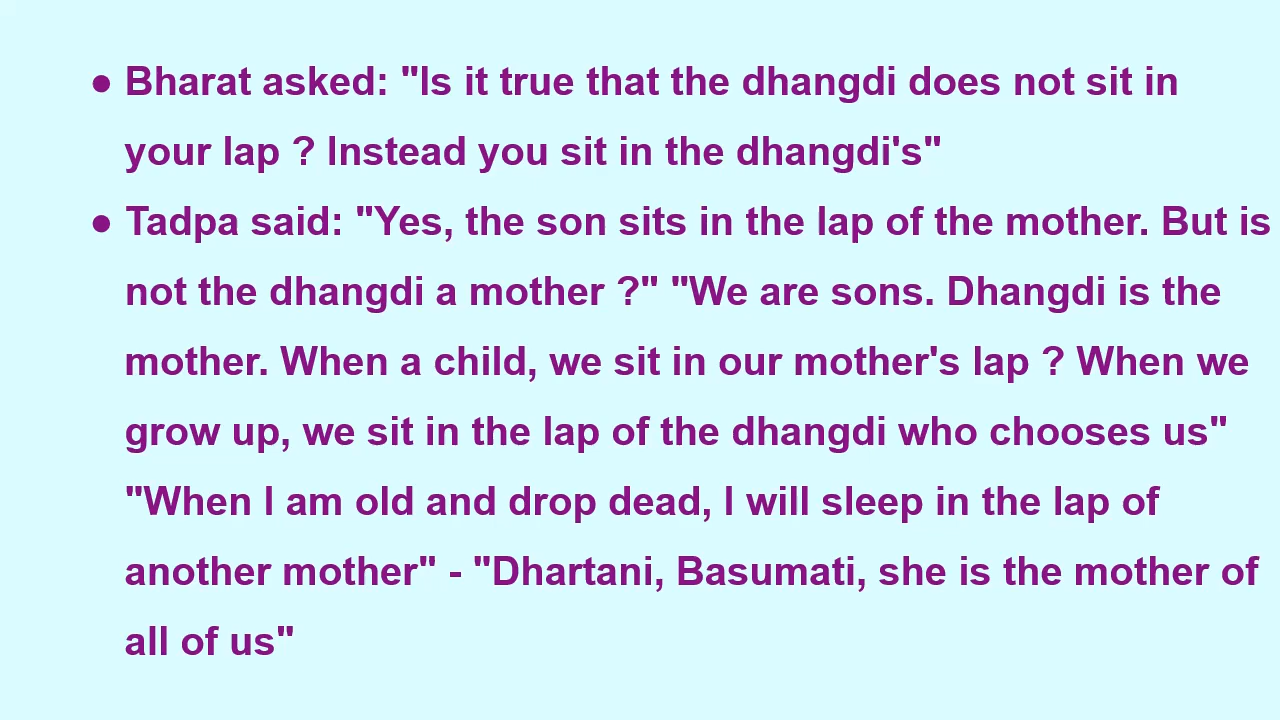 ● Bharat asked: "Is it true that the dhangdi does not sit in
your lap ? Instead you sit in the dhangdi's"
● Tadpa said: "Yes, the son sits in the lap of the mother. But is
not the dhangdi a mother ?" "We are sons. Dhangdi is the
mother. When a child, we sit in our mother's lap ? When we
grow up, we sit in the lap of the dhangdi who chooses us"
"When I am old and drop dead, I will sleep in the lap of
another mother" - "Dhartani, Basumati, she is the mother of
all of us"